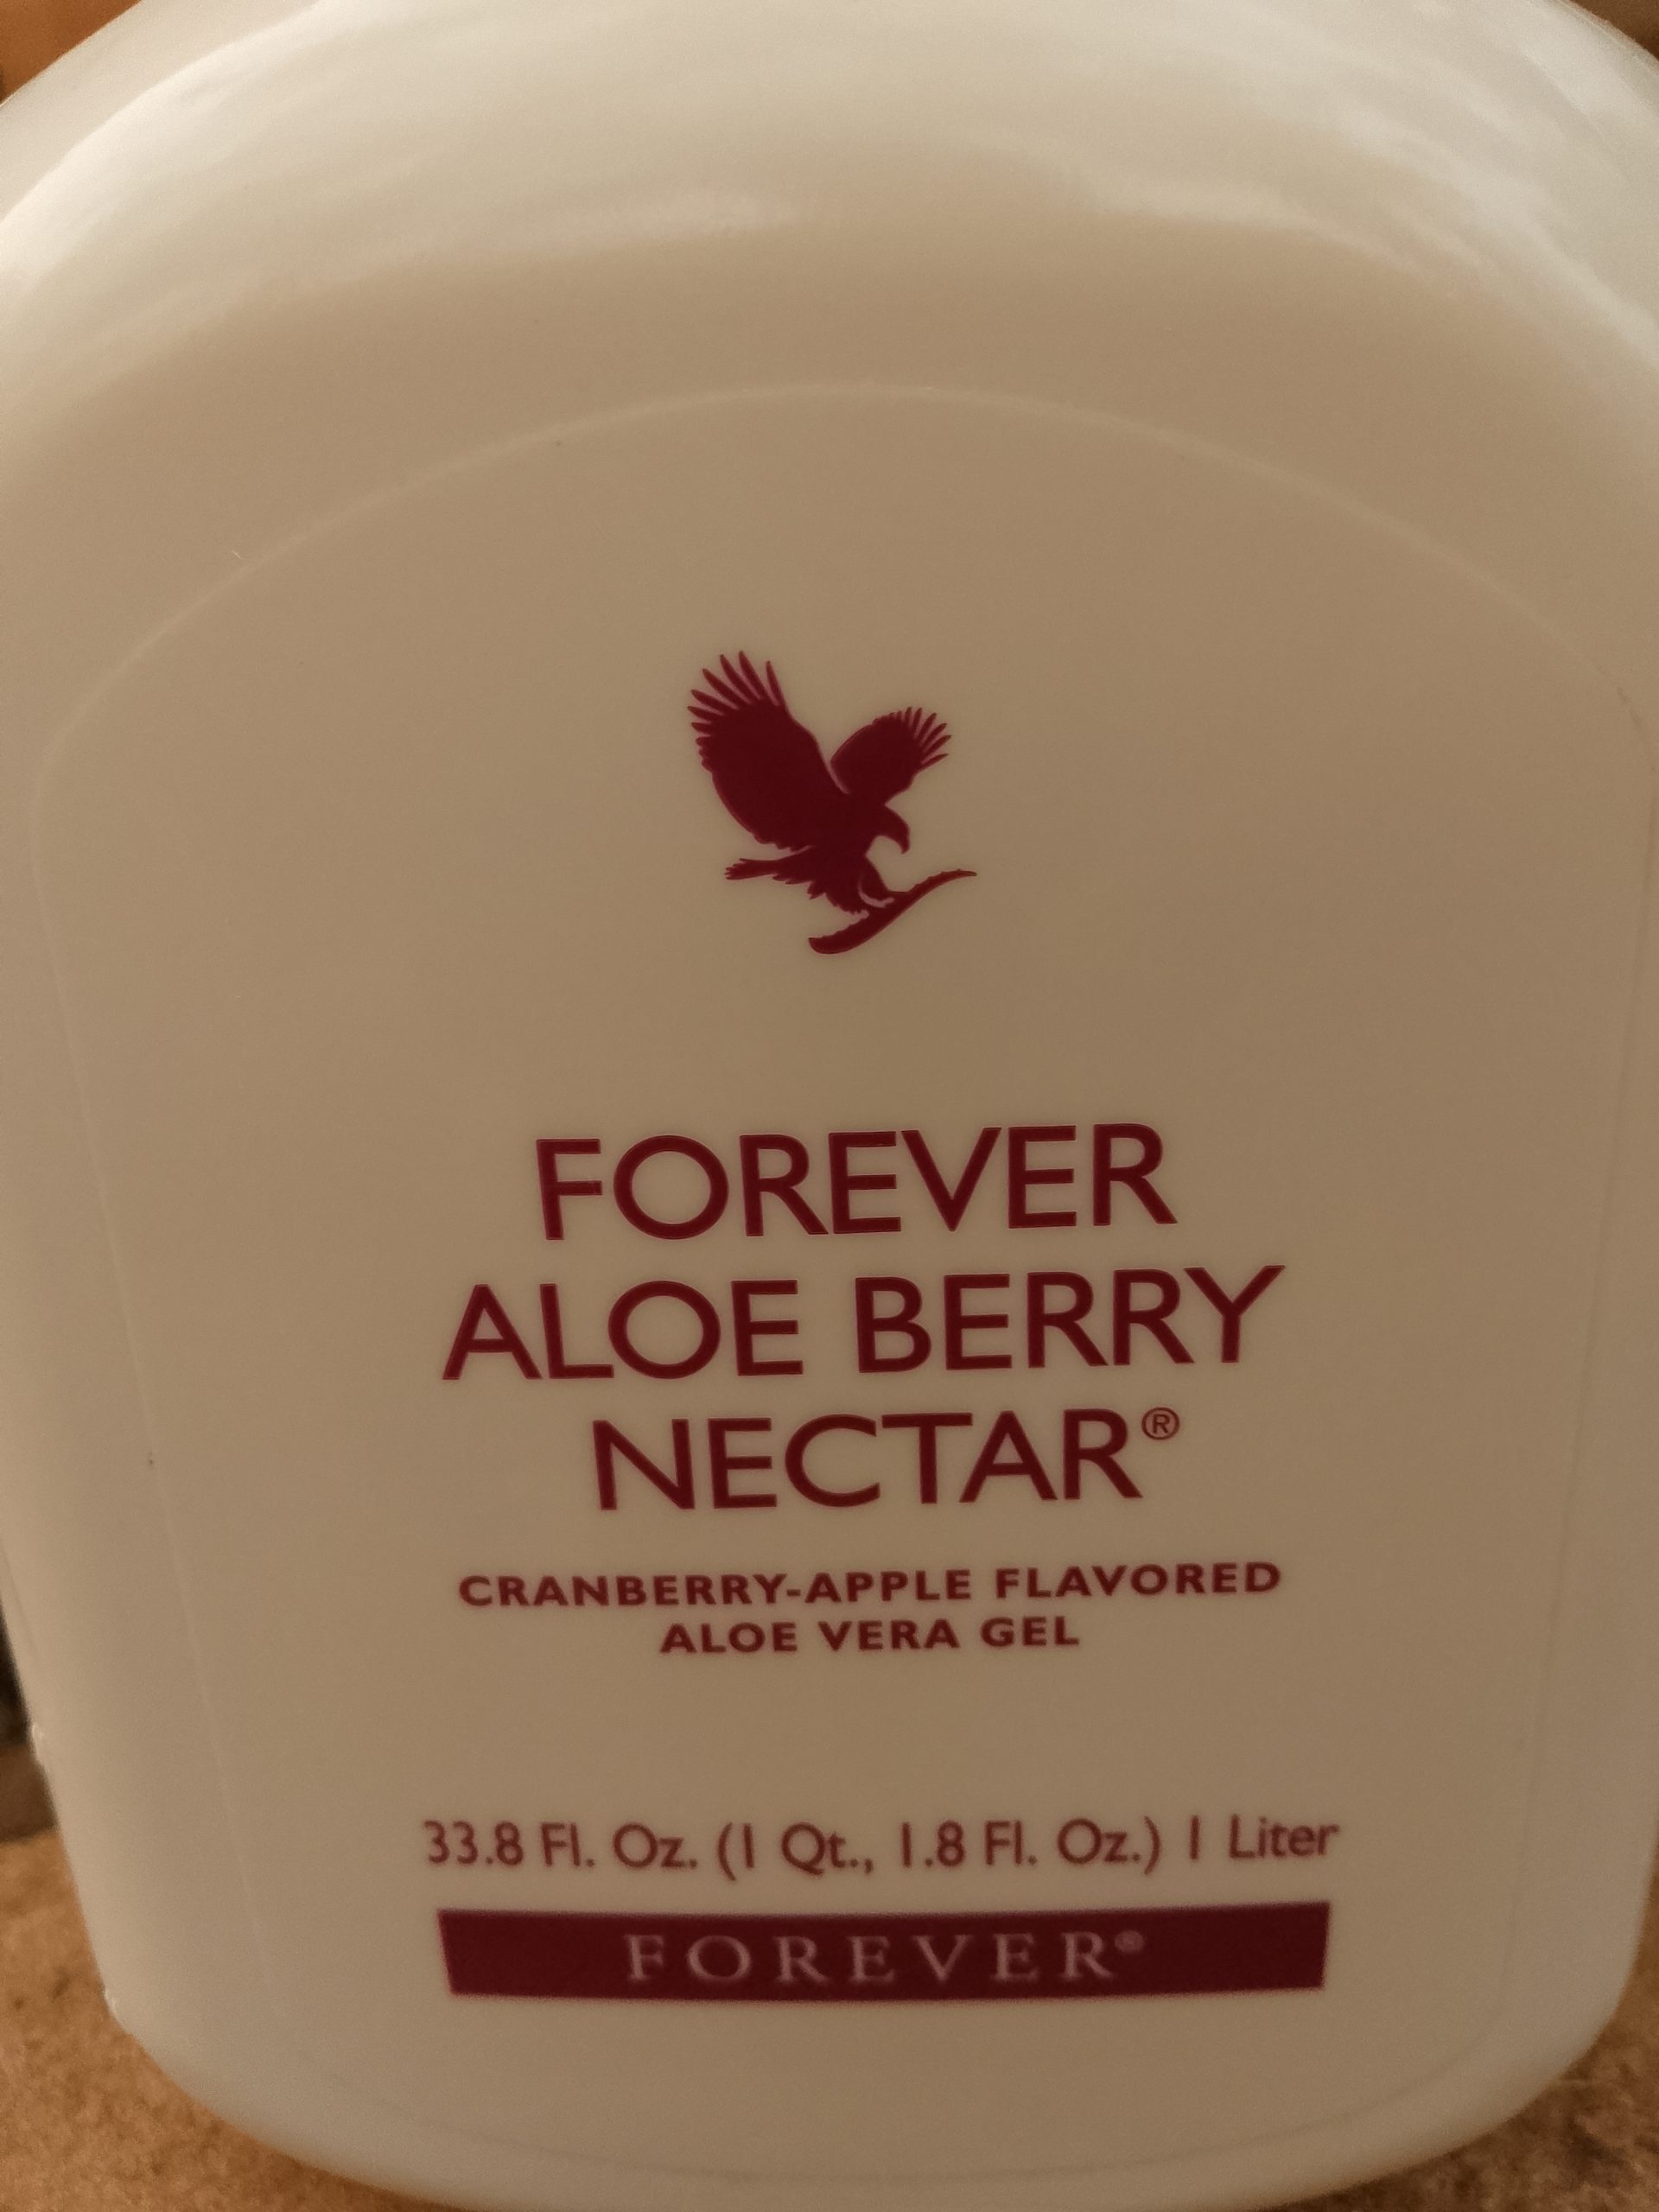 FOREVER
ALOE BERRY
NECTAR®
CRANBERRY-APPLE FLAVORED
ALOE VERA GEL
33.8 Fl. Oz. (1 Qt., 1.8 Fl. Oz.) 1 Liter
FOREVER®